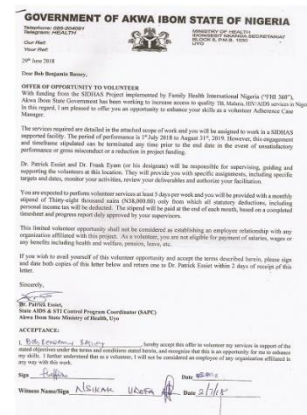 GOVERNMENT OF AKWA IBOM STATE OF NIGERIA
Telephone: 085-204091
Telegram: HEALTH
Our Ref:
Your Ref:
MINISTRY OF HEALTH
IDONGESIT NKANGA SECRETARIAT
BLOCK 5, P.M.B. 1050
UYO
29th June 2018
Dear Bob Benjamin Bassey,
OFFER OF OPPORTUNITY TO VOLUNTEER
With funding from the SIDHAS Project implemented by Family Health International Nigeria ("FHI 360"),
Akwa Ibom State Government has been working to increase access to quality TB, Malaria, HIV/AIDS services in Nigeria
In this regard, I am pleased to offer you an opportunity to enhance your skills as a volunteer Adherence Case
Manager.
The services required are detailed in the attached scope of work and you will be assigned to work in a SIDHAS
supported facility. The period of performance is 1st July 2018 to August 31st, 2019. However, this engagement
and timeframe stipulated can be terminated any time prior to the end date in the event of unsatisfactory
performance or gross misconduct or a reduction in project funding.
Dr. Patrick Essiet and Dr. Frank Eyam (or his designate) will be responsible for supervising, guiding and
supporting the volunteers at this location. They will provide you with specific assignments, including specific
targets and dates, monitor your activities, review your deliverables and authorize your facilitation.
You are expected to perform volunteer services at least 3 days per week and you will be provided with a monthly
stipend of Thirty-eight thousand naira (N38,000.00) only from which all statutory deductions, including
personal income tax will be deducted. The stipend will be paid at the end of each month, based on a completed
timesheet and progress report duly approved by your supervisors.
This limited volunteer opportunity shall not be considered as establishing an employee relationship with any
organization affiliated with this project. As a volunteer, you are not eligible for payment of salaries, wages or
any benefits including health and welfare, pension, leave, etc.
If you wish to avail yourself of this volunteer opportunity and accept the terms described herein, please sign
and date both copies of this letter and return one to Dr. Patrick Essiet within 2 days of receipt of this
letter.
Sincerely,
Dr. Patrick Essiet,
State AIDS & STI Control Program Coordinator (SAPC)
Akwa Ibom State Ministry of Health, Uyo
ACCEPTANCE:
I, hereby accept this offer in volunteer my services in support of the
stated objectives under the terms and conditions stated herein, and recognize that this is an opportunity for me to enhance
my skills. I further understand that as a volunteer, I will not be considered an employee of any organization affiliated in
any way with this work.
Sign Date
Witness Name/Sign NSIKAK UDOFA Date 2/7/18